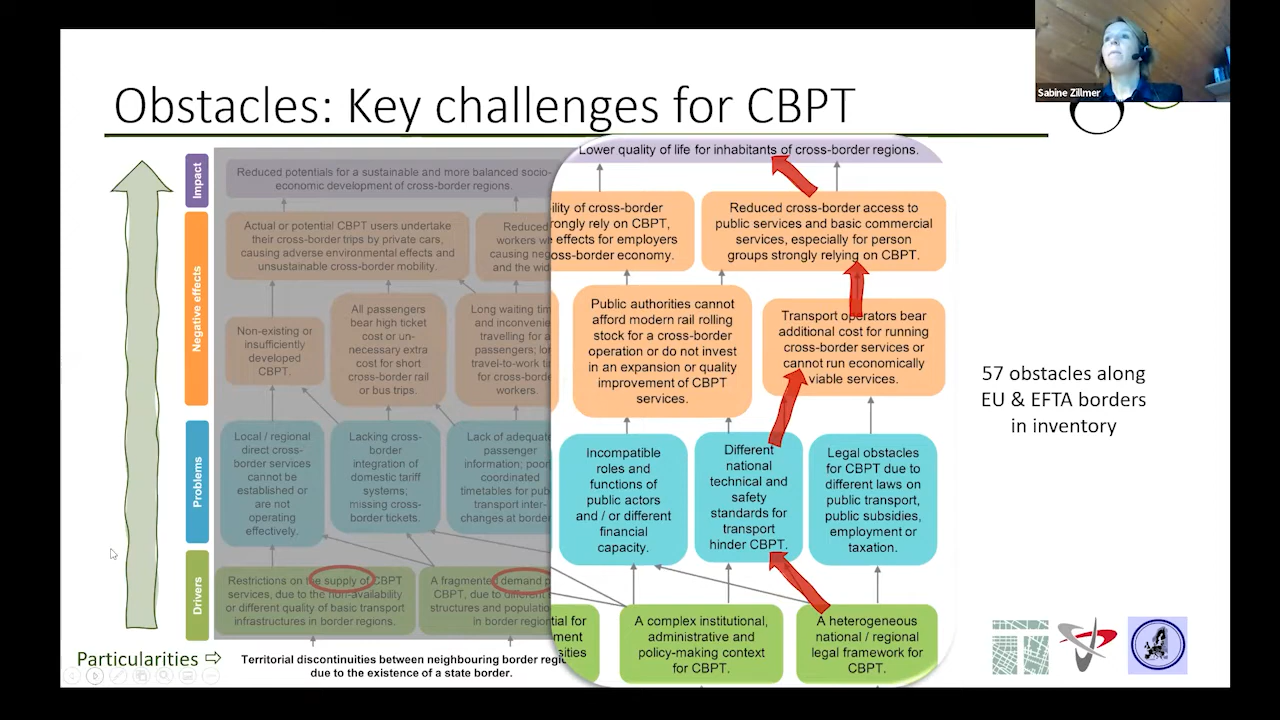 Sabine Zillmer
Obstacles: Key challenges for CBPT
Impact
Reduced potentials for a sustainable and more balanced socio-
economic development of cross-border regions.
Lower quality of life for inhabitants of cross-border regions.
Negative effects
Actual or potential CBPT users undertake
their cross-border trips by private cars,
causing adverse environmental effects and
unsustainable cross-border mobility.
Reduced
workers
causing
and the
ility of cross-border
rongly rely on CBPT,
effects for employers
oss-border economy.
Reduced cross-border access to
public services and basic commercial
services, especially for person
groups strongly relying on CBPT.
Non-existing or
insufficiently
developed
CBPT.
All passengers
bear high ticket
cost or un-
necessary extra
cost for short
cross-border rail
or bus trips.
Long waiting
and inconvenie
travelling for
passengers;
travel-to-work
for cross-border
workers.
Public authorities cannot
afford modern rail rolling
stock for a cross-border
operation or do not invest
in an expansion or quality
improvement of CBPT
services.
Transport operators bear
additional cost for running
cross-border services or
cannot run economically
viable services.
57 obstacles along
EU & EFTA borders
in inventory
Problems
Local / regional
direct cross-
border services
cannot be
established or
are not
operating
effectively.
Lacking cross-
border
integration of
domestic tariff
systems;
missing cross-
border tickets.
Lack of adequate
passenger
information; poor
coordinated
timetables for pub
transport inter-
changes at border
Incompatible
roles and
functions of
public actors
and / or different
financial
capacity.
Different
national
technical and
safety
standards for
transport
hinder CBPT.
Legal obstacles
for CBPT due to
different laws on
public transport,
public subsidies,
employment or
taxation.
Drivers
Restrictions on the supply of CBPT
services, due to the non-availability
or different quality of basic transport
infrastructures in border regions.
A fragmented demand
CBPT, due to different
structures and population
in border region
tial for
ment
sities
A complex institutional,
administrative and
policy-making context
for CBPT.
A heterogeneous
national / regional
legal framework for
CBPT.
Particularities ⇨
Territorial discontinuities between neighbouring border regi
due to the existence of a state border.